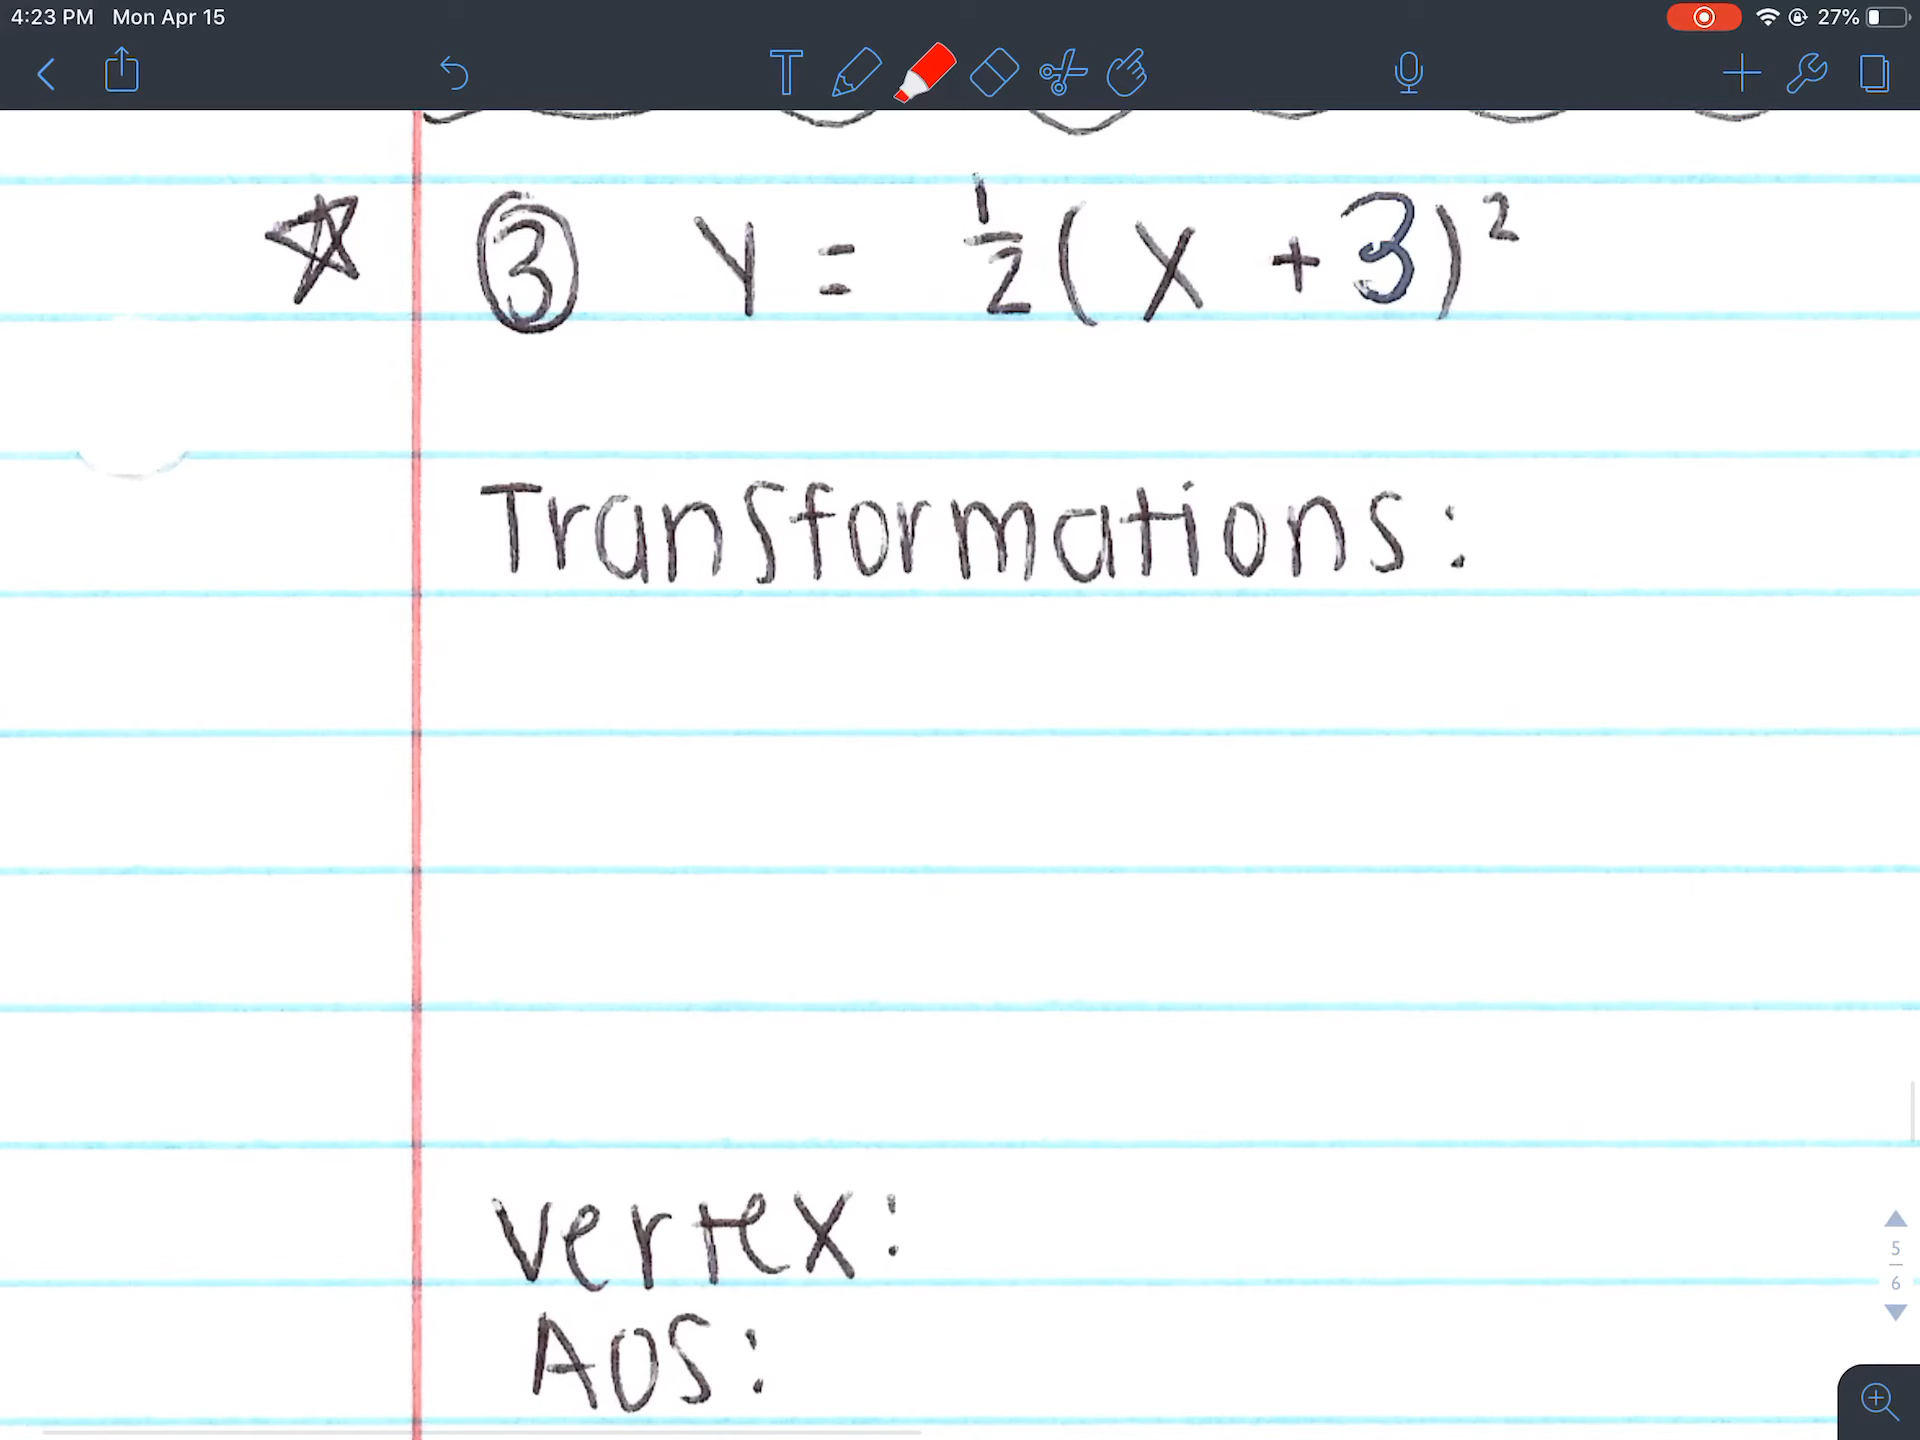 4:23 PM Mon Apr 15 27%
T
③ y = 1/2(x + 3)²
Transformations:
5
6
vertex:
AOS: